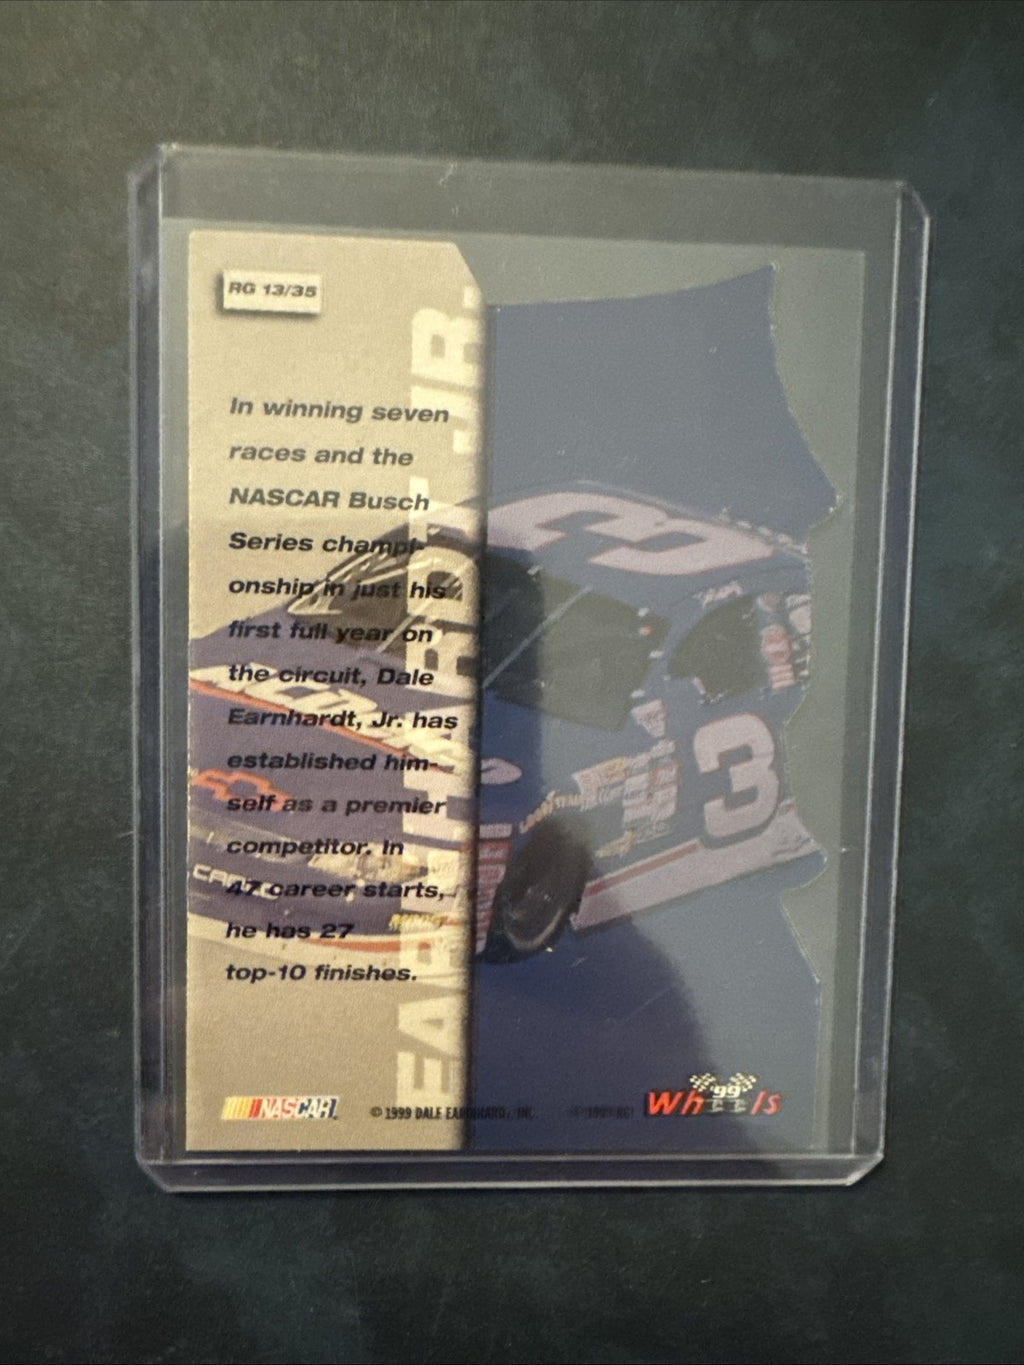 RG 13/35
In winning seven
races and the
NASCAR Busch
Series champi-
onship in just his
first full year on
the circuit, Dale
Earnhardt, Jr. has
established him-
self as a premier
competitor. In
47 career starts,
he has 27
top-10 finishes.
EARNHARDT JR.
3
3
NASCAR.
© 1999 DALE EARNHARDT, INC.
Wheels
'99